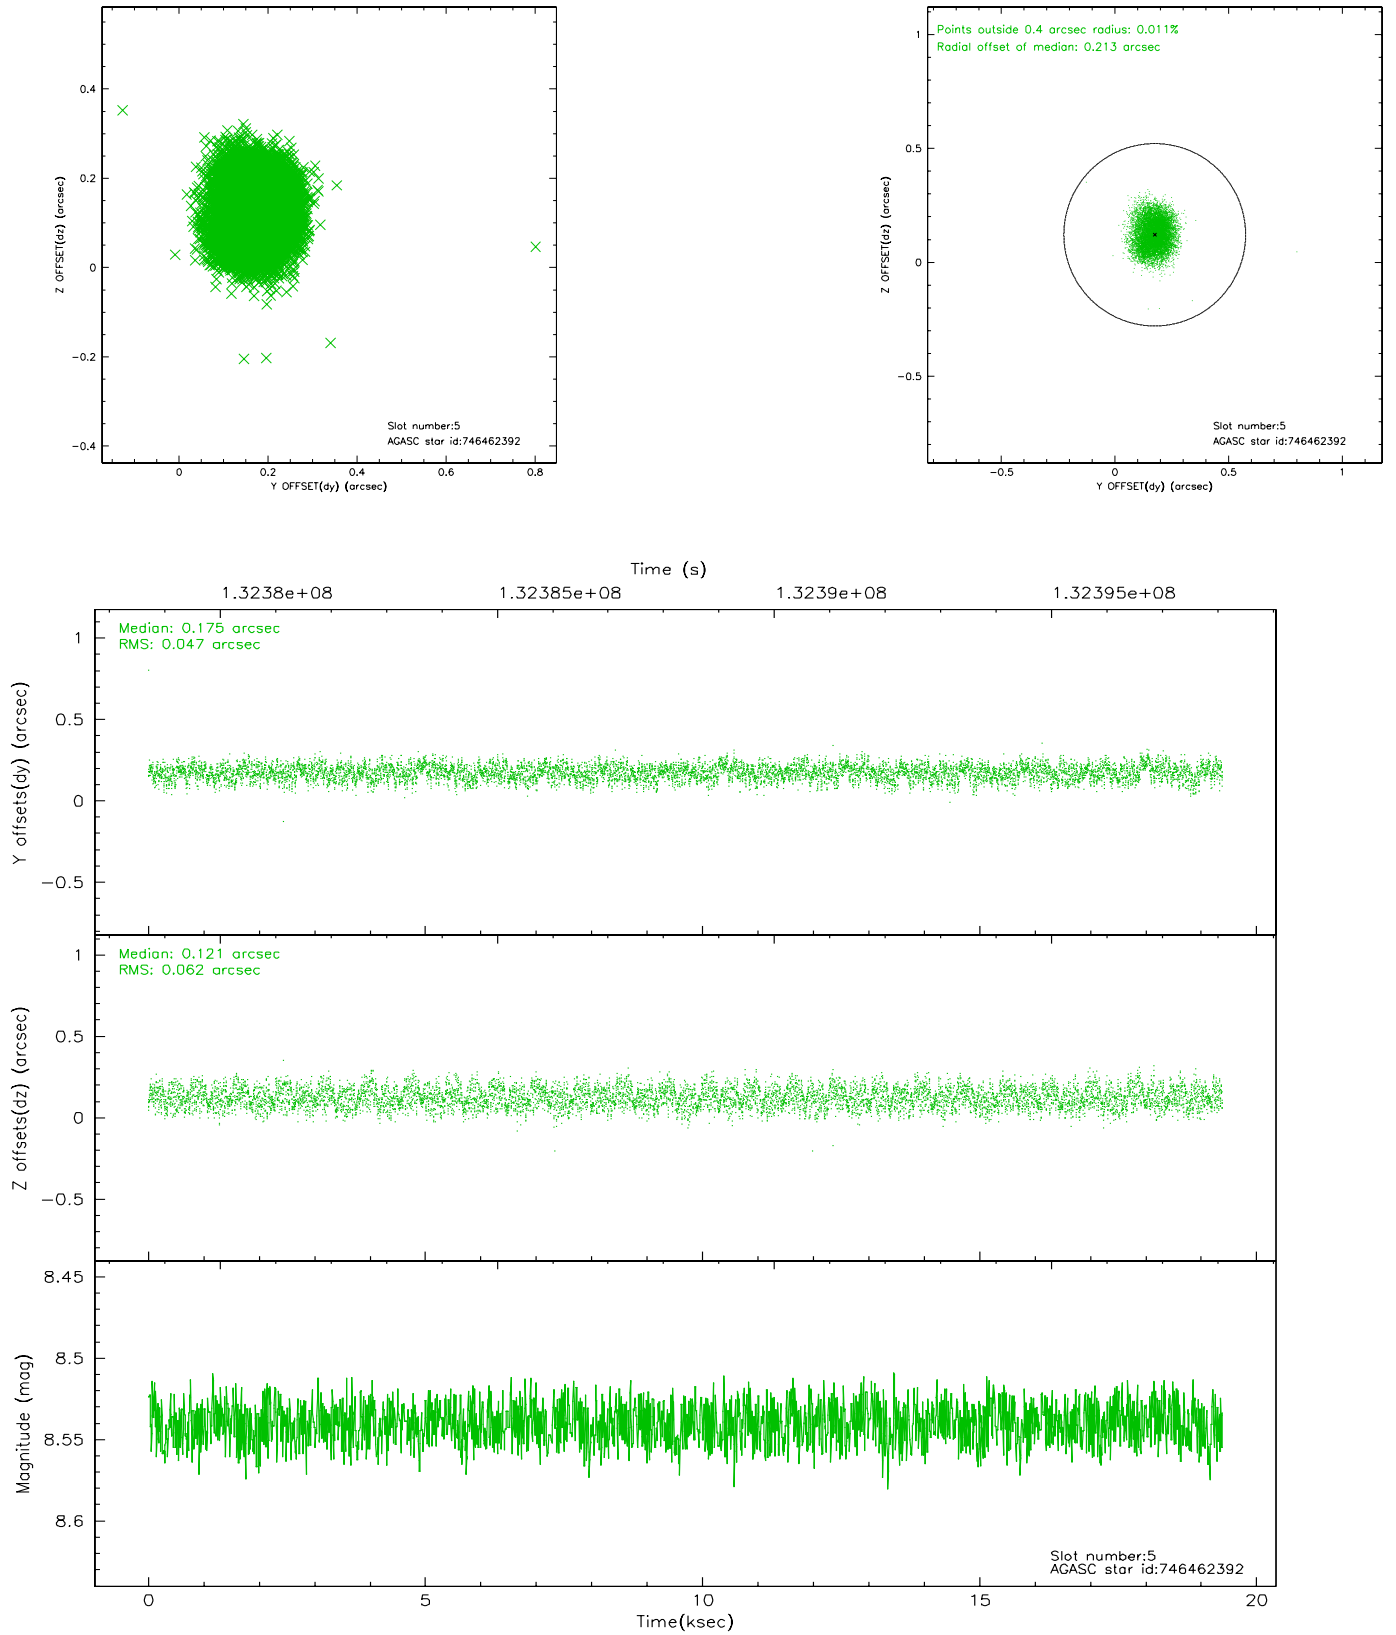 0.4
0.2
0
−0.2
−0.4
Z OFFSET(dz) (arcsec)
0
0.2
0.4
0.6
0.8
Y OFFSET(dy) (arcsec)
Slot number:5
AGASC star id:746462392
Points outside 0.4 arcsec radius: 0.011%
Radial offset of median: 0.213 arcsec
1
0.5
0
−0.5
Z OFFSET(dz) (arcsec)
−0.5
0
0.5
1
Y OFFSET(dy) (arcsec)
Slot number:5
AGASC star id:746462392
Time (s)
1.3238e+08
1.32385e+08
1.3239e+08
1.32395e+08
Median: 0.175 arcsec
RMS: 0.047 arcsec
1
0.5
0
−0.5
Y offsets(dy) (arcsec)
Median: 0.121 arcsec
RMS: 0.062 arcsec
1
0.5
0
−0.5
Z offsets(dz) (arcsec)
8.45
8.5
8.55
8.6
Magnitude (mag)
Slot number:5
AGASC star id:746462392
0
5
10
15
20
Time(ksec)